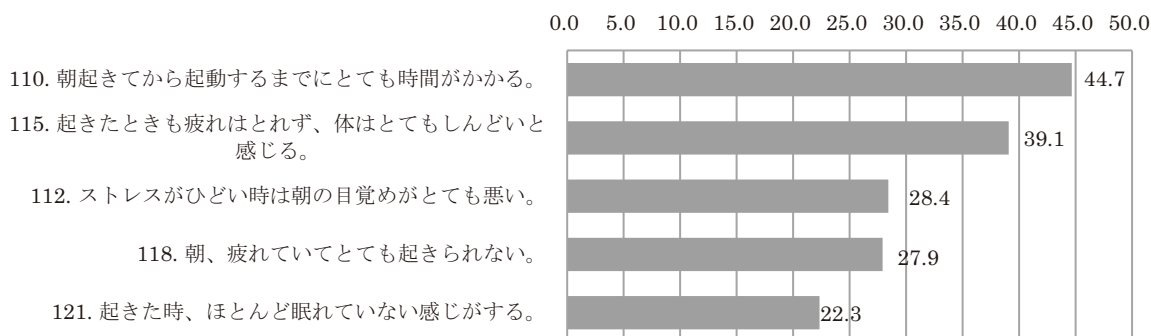 0.0 5.0 10.0 15.0 20.0 25.0 30.0 35.0 40.0 45.0 50.0
110. 朝起きてから起動するまでにとても時間がかかる。 44.7
115. 起きたときも疲れはとれず、体はとてもしんどいと
感じる。 39.1
112. ストレスがひどい時は朝の目覚めがとても悪い。 28.4
118. 朝、疲れていてとても起きられない。 27.9
121. 起きた時、ほとんど眠れていない感じがする。 22.3